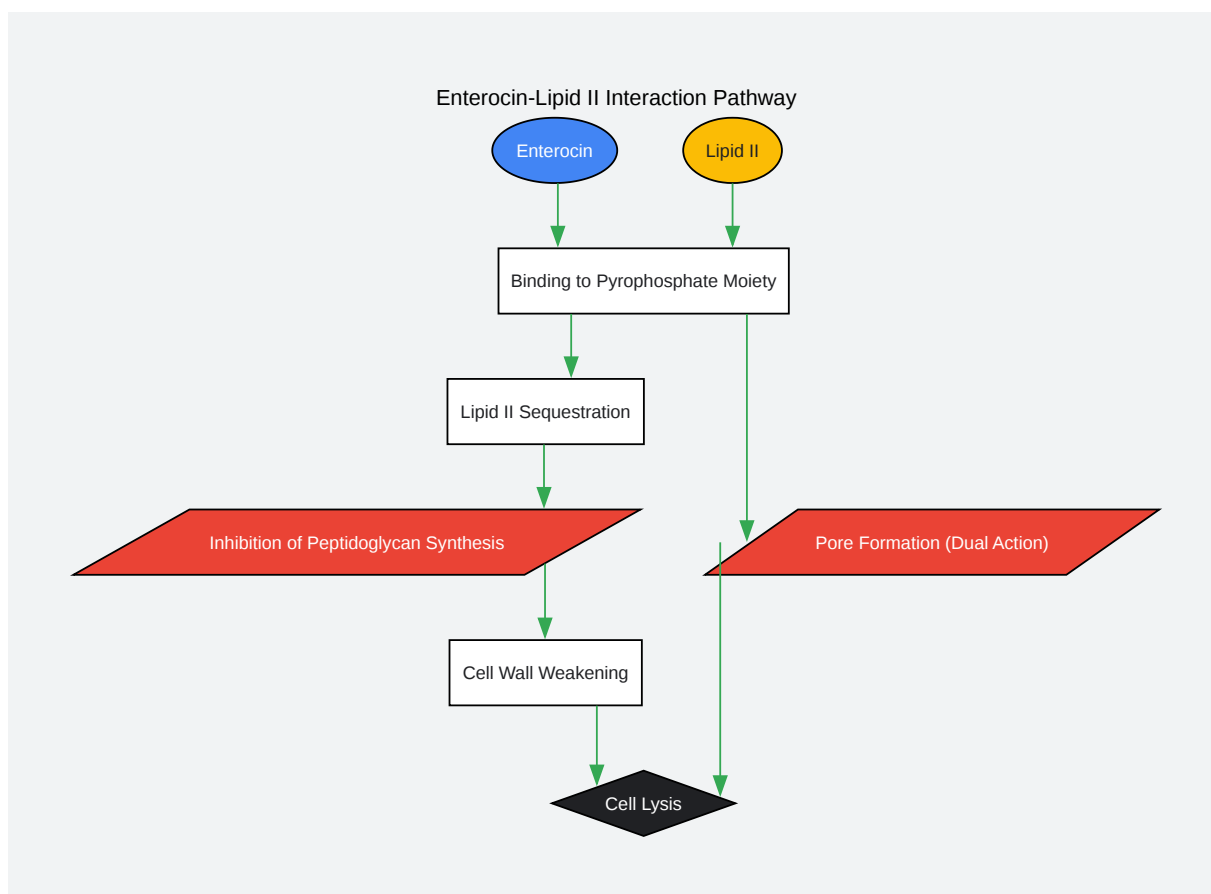 Enterocin-Lipid II Interaction Pathway
Enterocin
Lipid II
Binding to Pyrophosphate Moiety
Lipid II Sequestration
Inhibition of Peptidoglycan Synthesis
Pore Formation (Dual Action)
Cell Wall Weakening
Cell Lysis